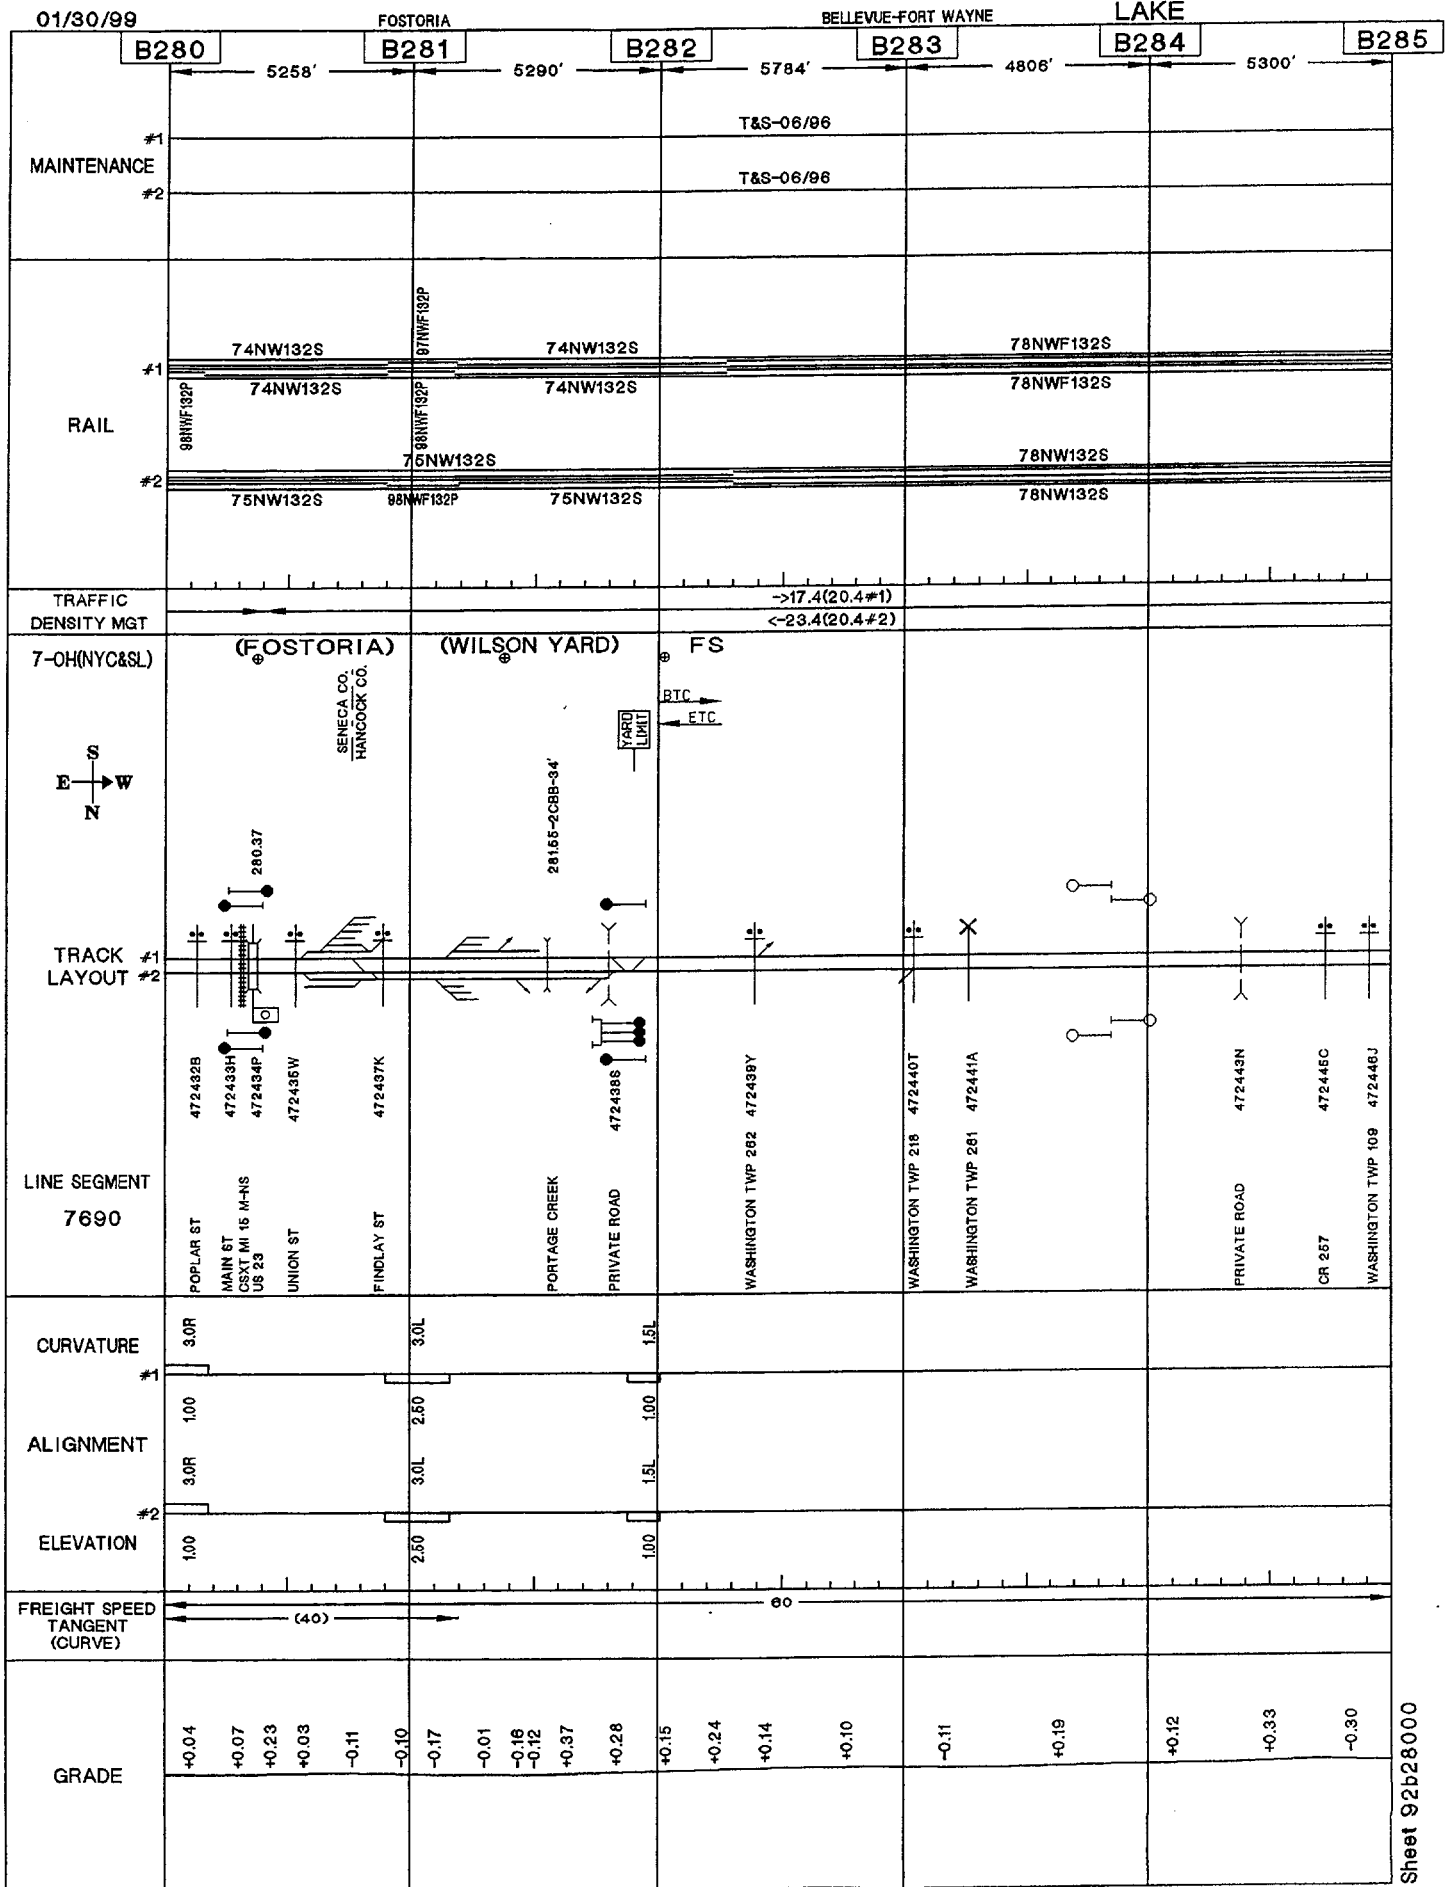 01/30/99
FOSTORIA
BELLEVUE-FORT WAYNE
LAKE
B280
B281
B282
B283
B284
B285
5258'
5290'
5784'
4806'
5300'
MAINTENANCE
#1
T&S-06/96
#2
T&S-06/96
RAIL
97NWF132P
74NW132S
74NW132S
78NWF132S
#1
74NW132S
74NW132S
78NWF132S
98NWF132P
98NWF132P
75NW132S
78NW132S
#2
75NW132S
98NWF132P
75NW132S
78NW132S
TRAFFIC
DENSITY MGT
->17.4(20.4#1)
<-23.4(20.4#2)
7-OH(NYC&SL)
(FOSTORIA)
(WILSON YARD)
FS
SENECA CO.
HANCOCK CO.
BTC
ETC
YARD
LIMIT
S
E W
N
280.37
281.55-2CBB-34'
TRACK
LAYOUT
#1
#2
472432B
472433H
472434P
472435W
472437K
472438S
472439Y
472440T
472441A
472443N
472445C
472446J
LINE SEGMENT
7690
POPLAR ST
MAIN ST
CSXT MI 15 M-NS
US 23
UNION ST
FINDLAY ST
PORTAGE CREEK
PRIVATE ROAD
WASHINGTON TWP 262
WASHINGTON TWP 218
WASHINGTON TWP 261
PRIVATE ROAD
CR 257
WASHINGTON TWP 109
CURVATURE
3.0R
3.0L
1.5L
#1
1.00
2.50
1.00
ALIGNMENT
3.0R
3.0L
1.5L
#2
ELEVATION
1.00
2.50
1.00
FREIGHT SPEED
TANGENT
(CURVE)
60
(40)
GRADE
+0.04
+0.07
+0.23
+0.03
-0.11
-0.10
-0.17
-0.01
-0.16
-0.12
+0.37
+0.28
+0.15
+0.24
+0.14
+0.10
-0.11
+0.19
+0.12
+0.33
-0.30
Sheet 92b28000